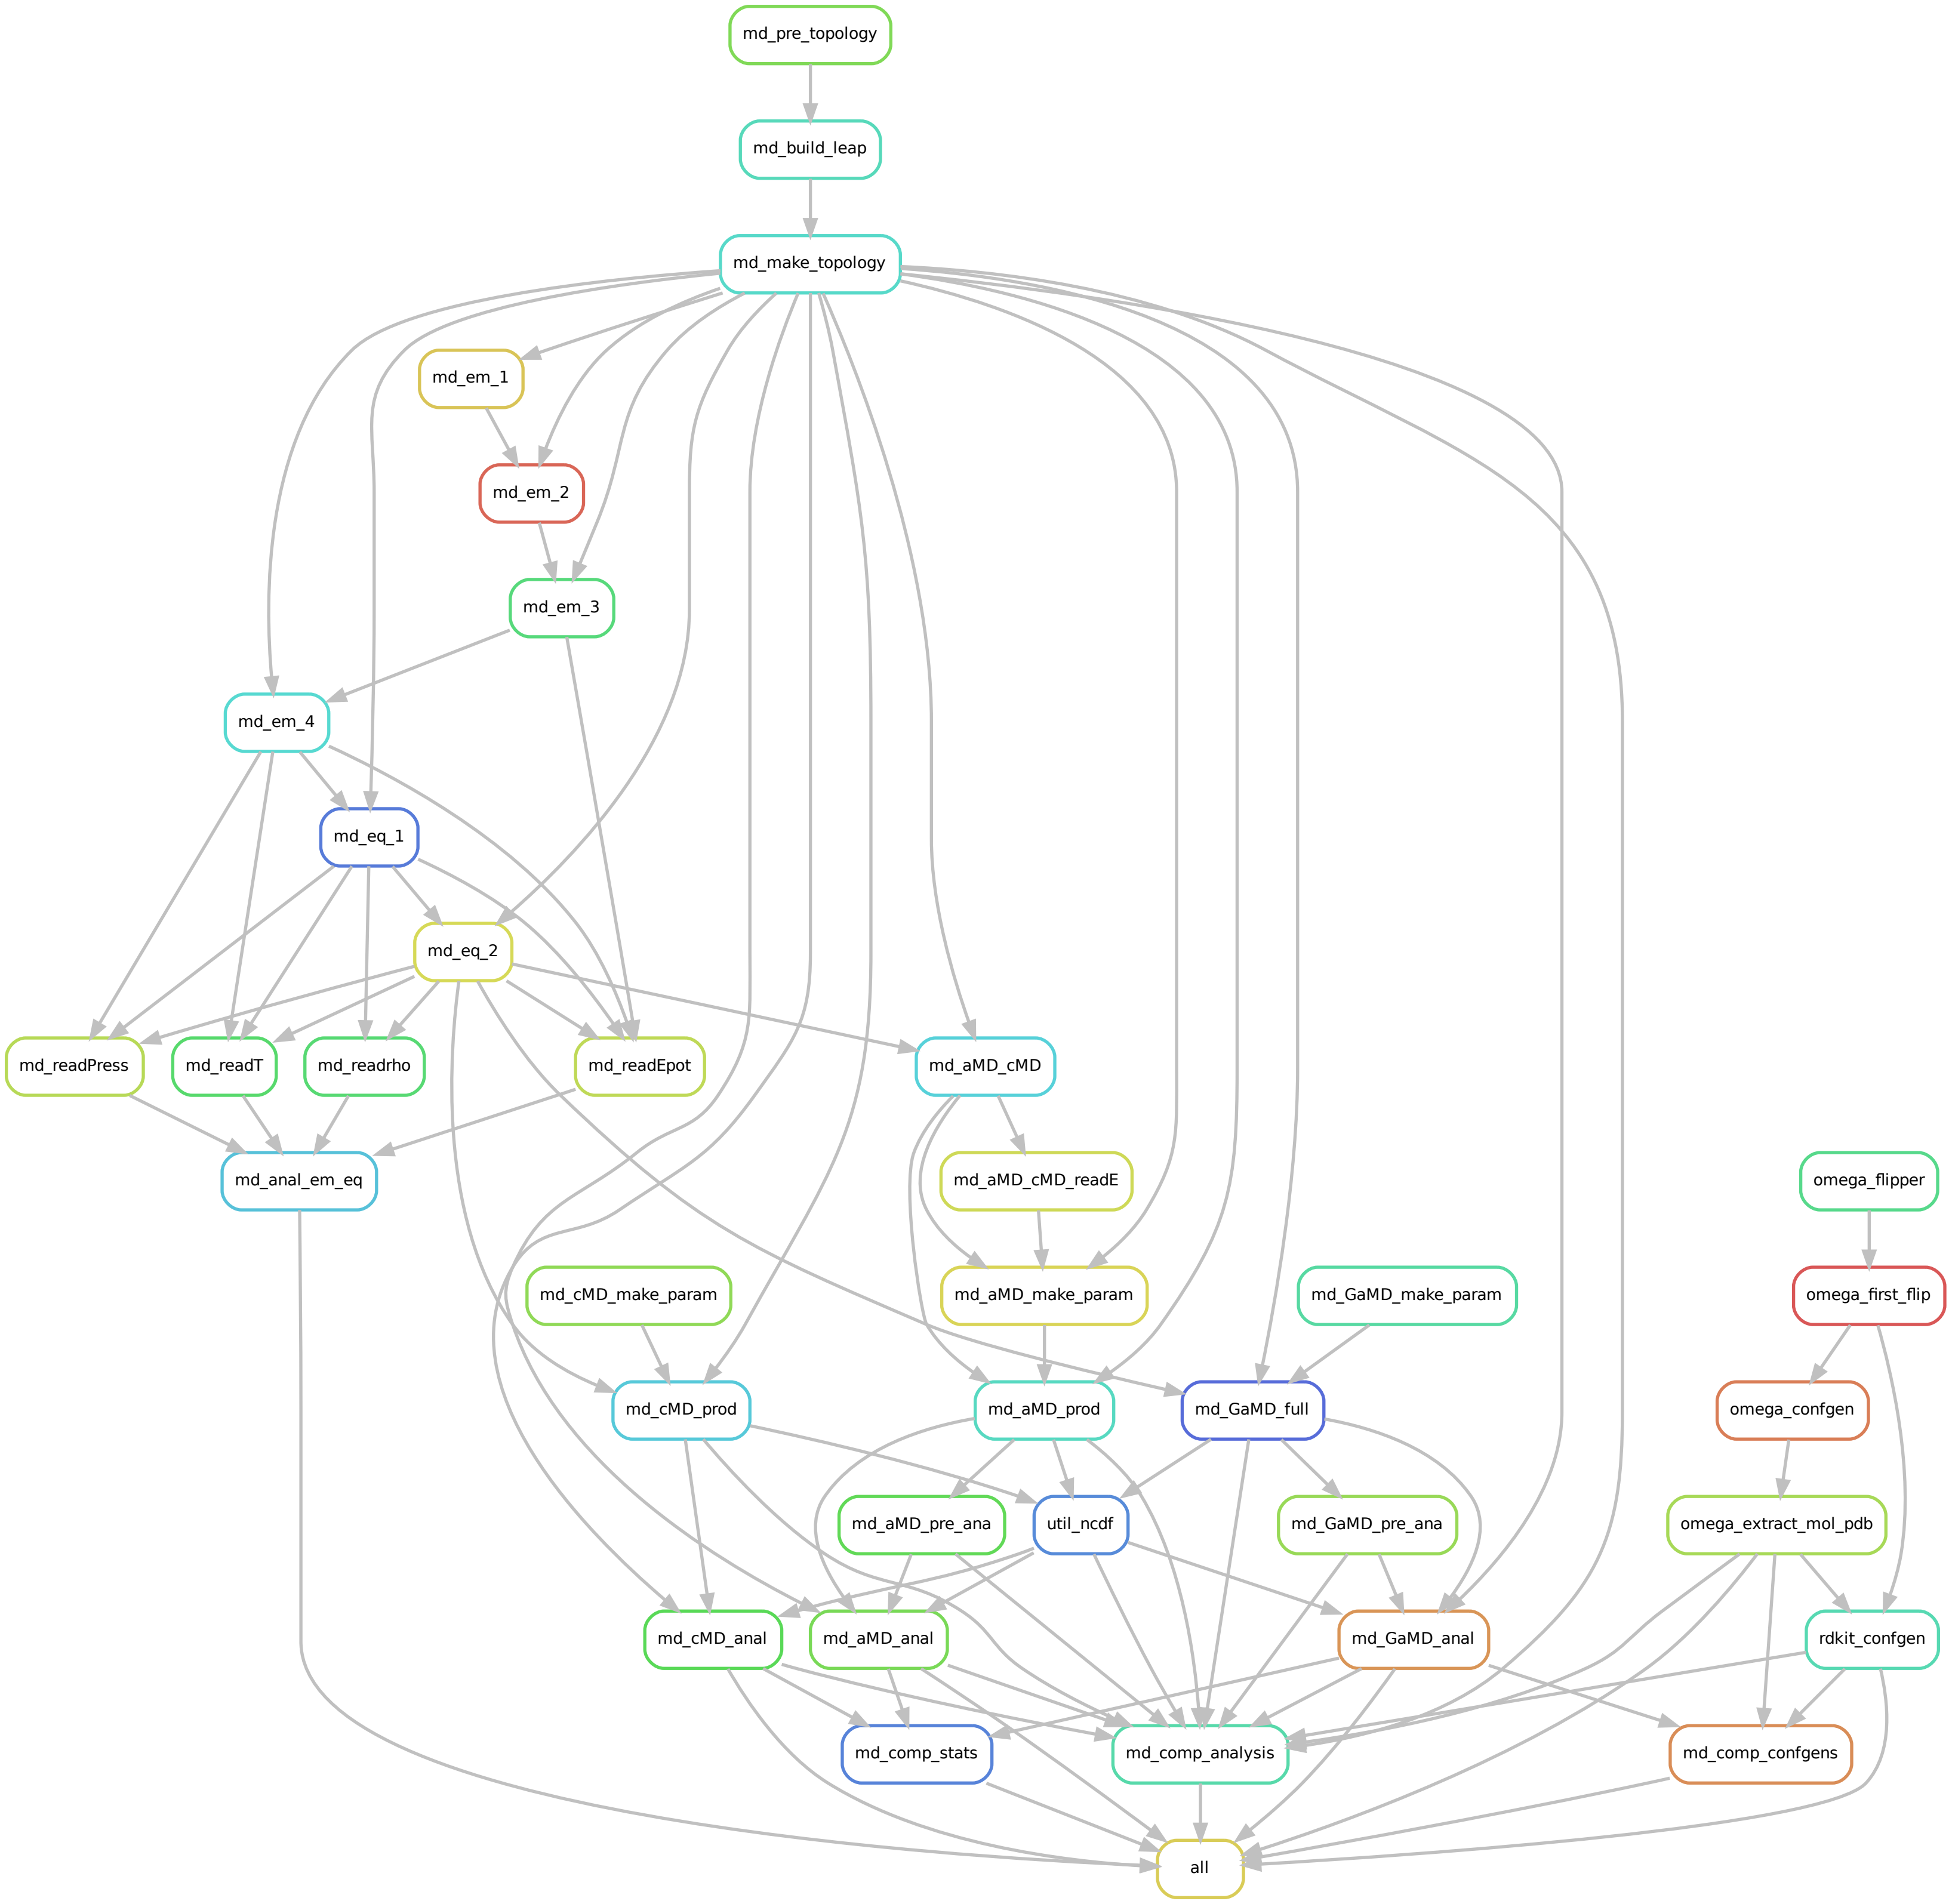 md_pre_topology
md_build_leap
md_make_topology
md_em_1
md_em_2
md_em_3
md_em_4
md_eq_1
md_eq_2
md_readPress
md_readT
md_readrho
md_readEpot
md_aMD_cMD
md_anal_em_eq
md_aMD_cMD_readE
omega_flipper
md_cMD_make_param
md_aMD_make_param
md_GaMD_make_param
omega_first_flip
md_cMD_prod
md_aMD_prod
md_GaMD_full
omega_confgen
md_aMD_pre_ana
util_ncdf
md_GaMD_pre_ana
omega_extract_mol_pdb
md_cMD_anal
md_aMD_anal
md_GaMD_anal
rdkit_confgen
md_comp_stats
md_comp_analysis
md_comp_confgens
all